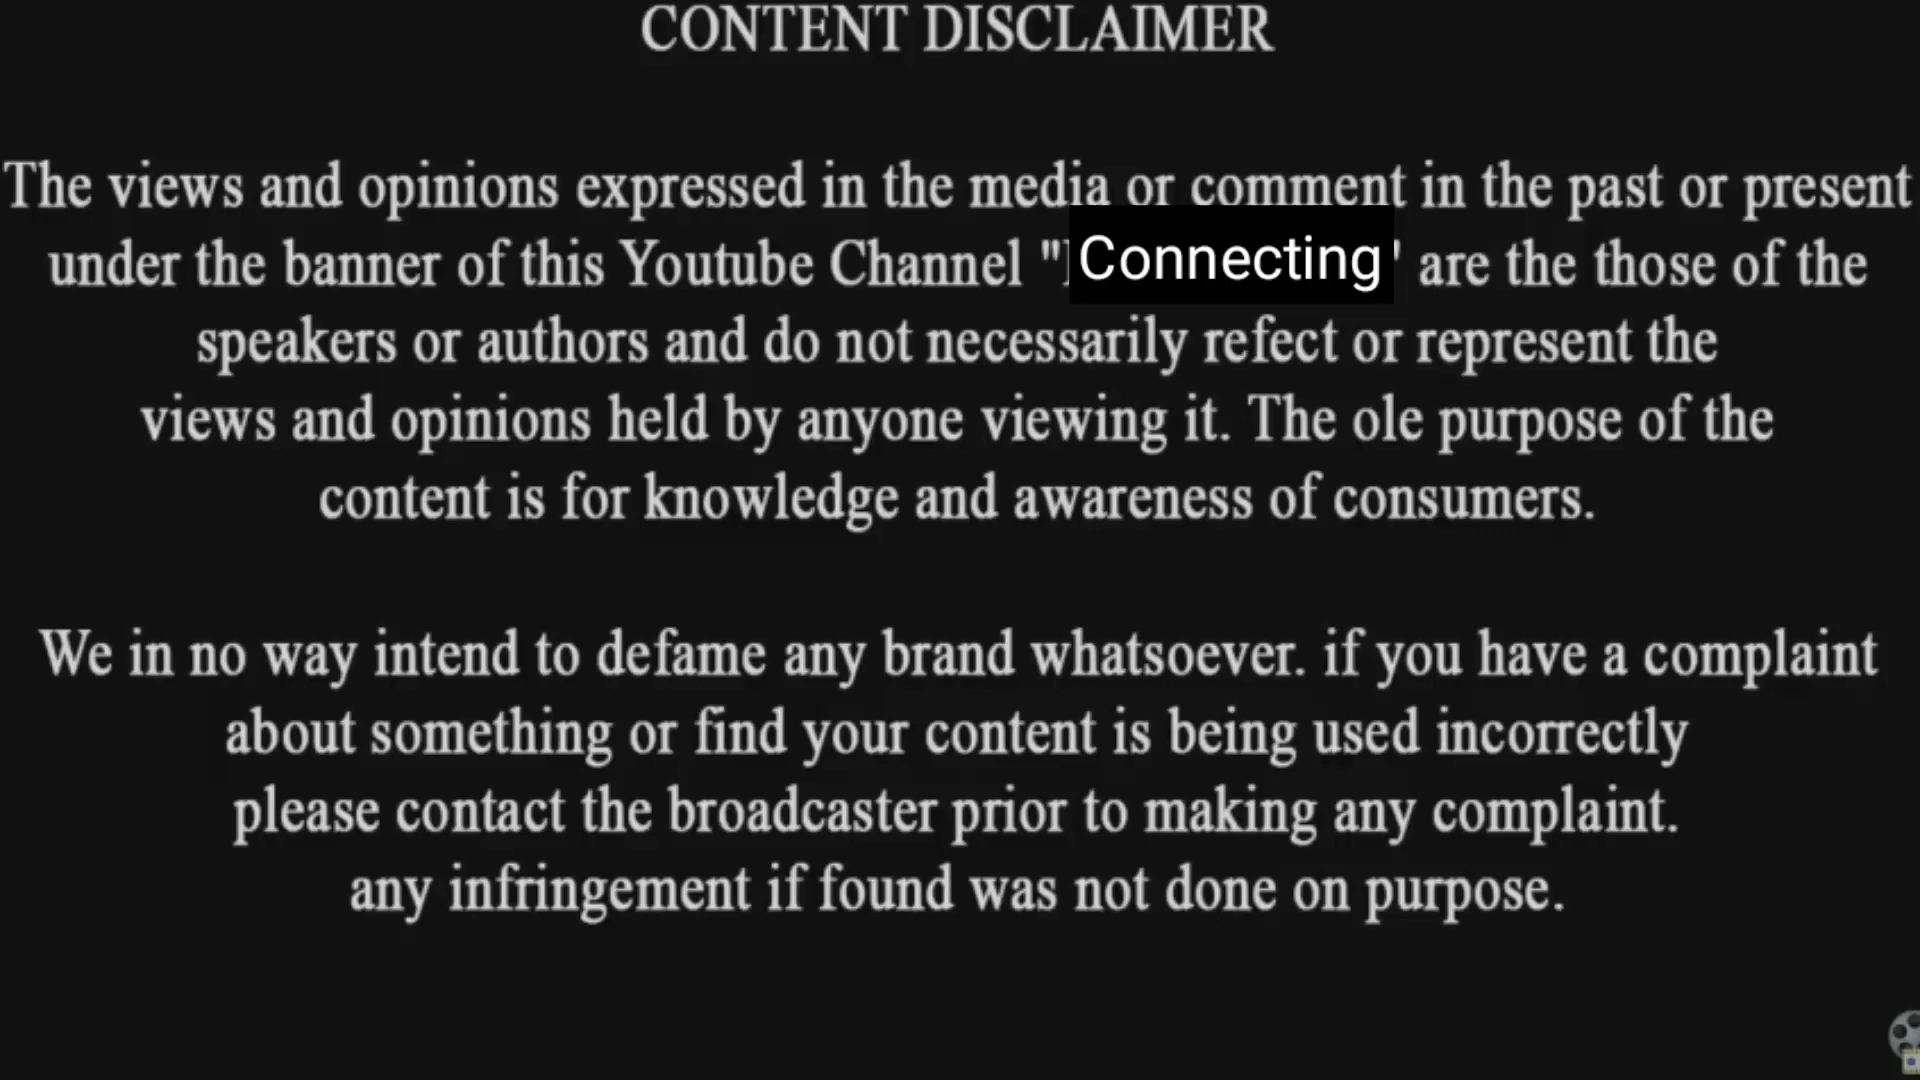 CONTENT DISCLAIMER
The views and opinions expressed in the media or comment in the past or present
under the banner of this Youtube Channel " Connecting" are the those of the
speakers or authors and do not necessarily refect or represent the
views and opinions held by anyone viewing it. The ole purpose of the
content is for knowledge and awareness of consumers.
We in no way intend to defame any brand whatsoever. if you have a complaint
about something or find your content is being used incorrectly
please contact the broadcaster prior to making any complaint.
any infringement if found was not done on purpose.